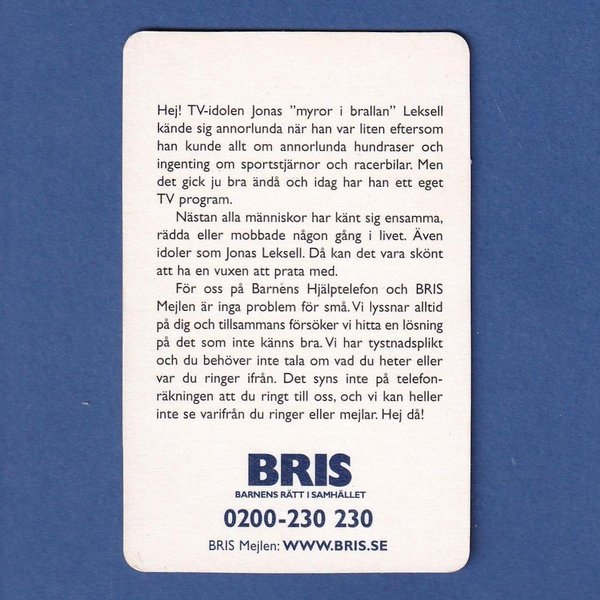 Hej! TV-idolen Jonas ”myror i brallan” Leksell
kände sig annorlunda när han var liten eftersom
han kunde allt om annorlunda hundraser och
ingenting om sportstjärnor och racerbilar. Men
det gick ju bra ändå och idag har han ett eget
TV program.
Nästan alla människor har känt sig ensamma,
rädda eller mobbade någon gång i livet. Även
idoler som Jonas Leksell. Då kan det vara skönt
att ha en vuxen att prata med.
För oss på Barnens Hjälptelefon och BRIS
Mejlen är inga problem för små. Vi lyssnar alltid
på dig och tillsammans försöker vi hitta en lösning
på det som inte känns bra. Vi har tystnadsplikt
och du behöver inte tala om vad du heter eller
var du ringer ifrån. Det syns inte på telefon-
räkningen att du ringt till oss, och vi kan heller
inte se varifrån du ringer eller mejlar. Hej då!
BRIS
BARNENS RÄTT I SAMHÄLLET
0200-230 230
BRIS Mejlen: WWW.BRIS.SE